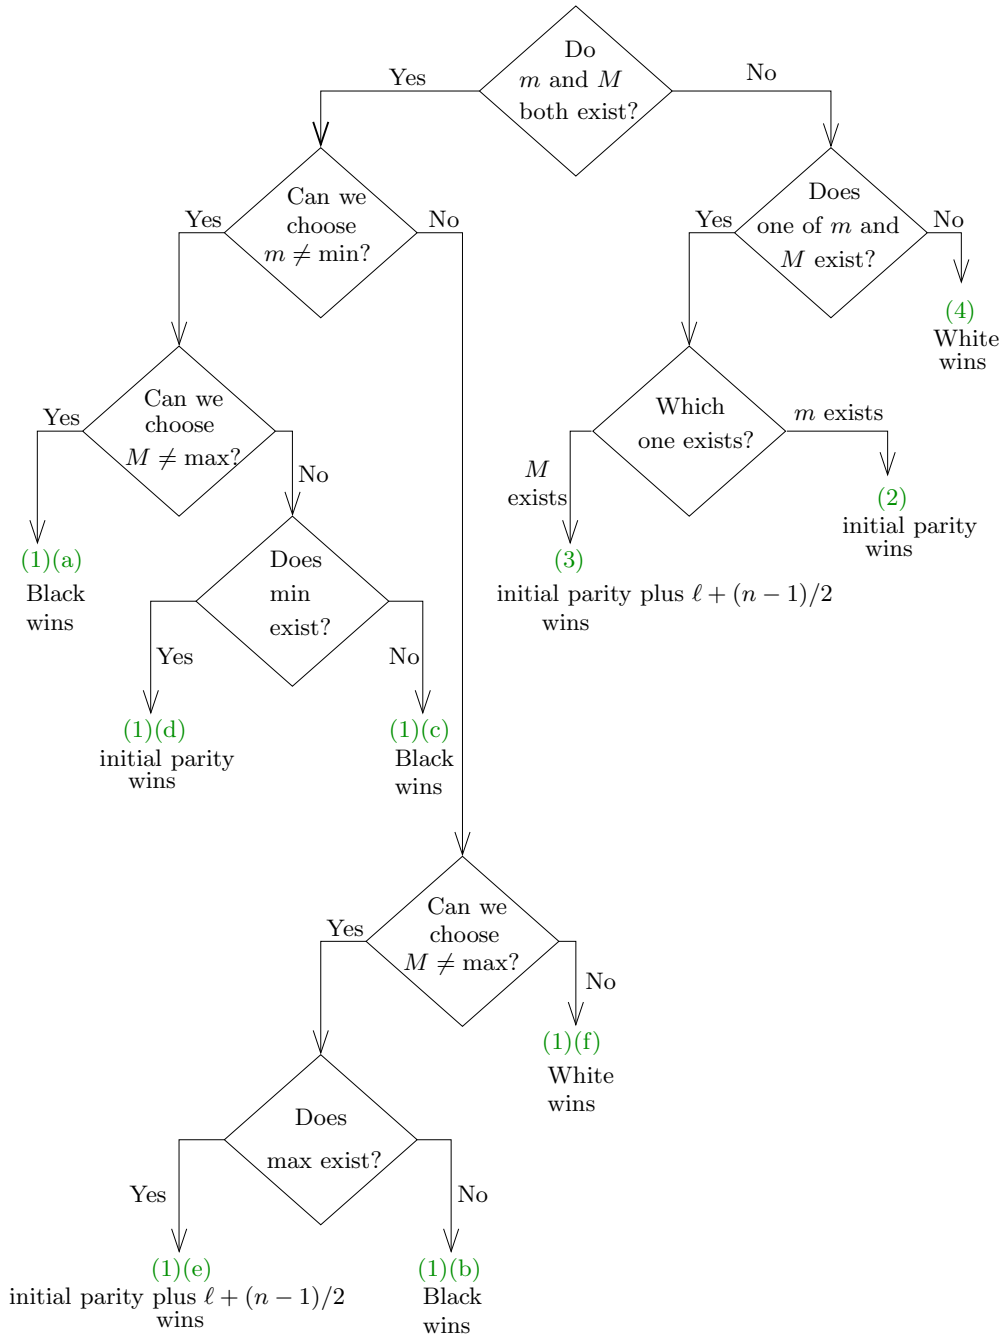 Do
m and M
both exist?
Yes
No
Can we
choose
m ≠ min?
Yes
No
Does
one of m and
M exist?
Yes
No
(4)
White
wins
Can we
choose
M ≠ max?
Yes
No
Which
one exists?
m exists
M
exists
(2)
initial parity
wins
(3)
initial parity plus ℓ + (n − 1)/2
wins
(1)(a)
Black
wins
Does
min
exist?
Yes
No
(1)(d)
initial parity
wins
(1)(c)
Black
wins
Can we
choose
M ≠ max?
Yes
No
(1)(f)
White
wins
Does
max exist?
Yes
No
(1)(e)
initial parity plus ℓ + (n − 1)/2
wins
(1)(b)
Black
wins